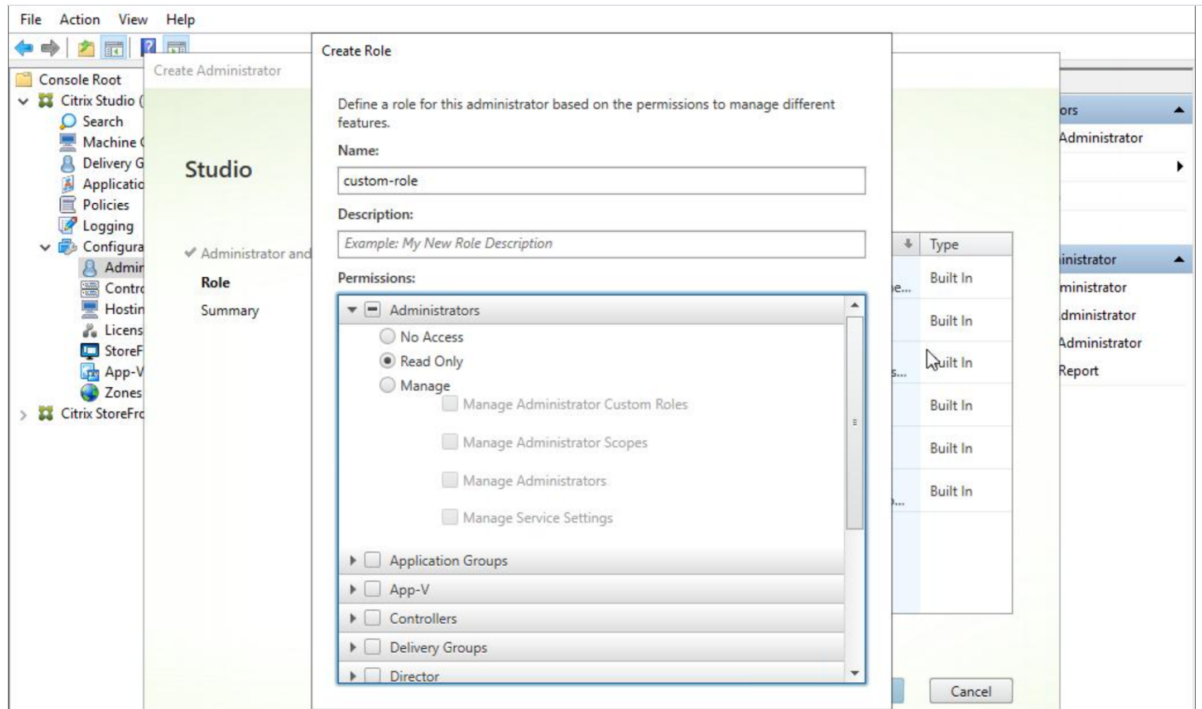 File Action View Help
Console Root
Citrix Studio (
Search
Machine
Delivery G
Applicatio
Policies
Logging
Configura
Admir
Contro
Hostin
Licens
StoreF
App-V
Zones
Citrix StoreFro
Create Administrator
Studio
Administrator and
Role
Summary
Create Role
Define a role for this administrator based on the permissions to manage different
features.
Name:
custom-role
Description:
Example: My New Role Description
Permissions:
Administrators
No Access
Read Only
Manage
Manage Administrator Custom Roles
Manage Administrator Scopes
Manage Administrators
Manage Service Settings
Application Groups
App-V
Controllers
Delivery Groups
Director
Type
e... Built In
Built In
s... Built In
Built In
Built In
Built In
Cancel
ors
Administrator
inistrator
ministrator
dministrator
Administrator
Report